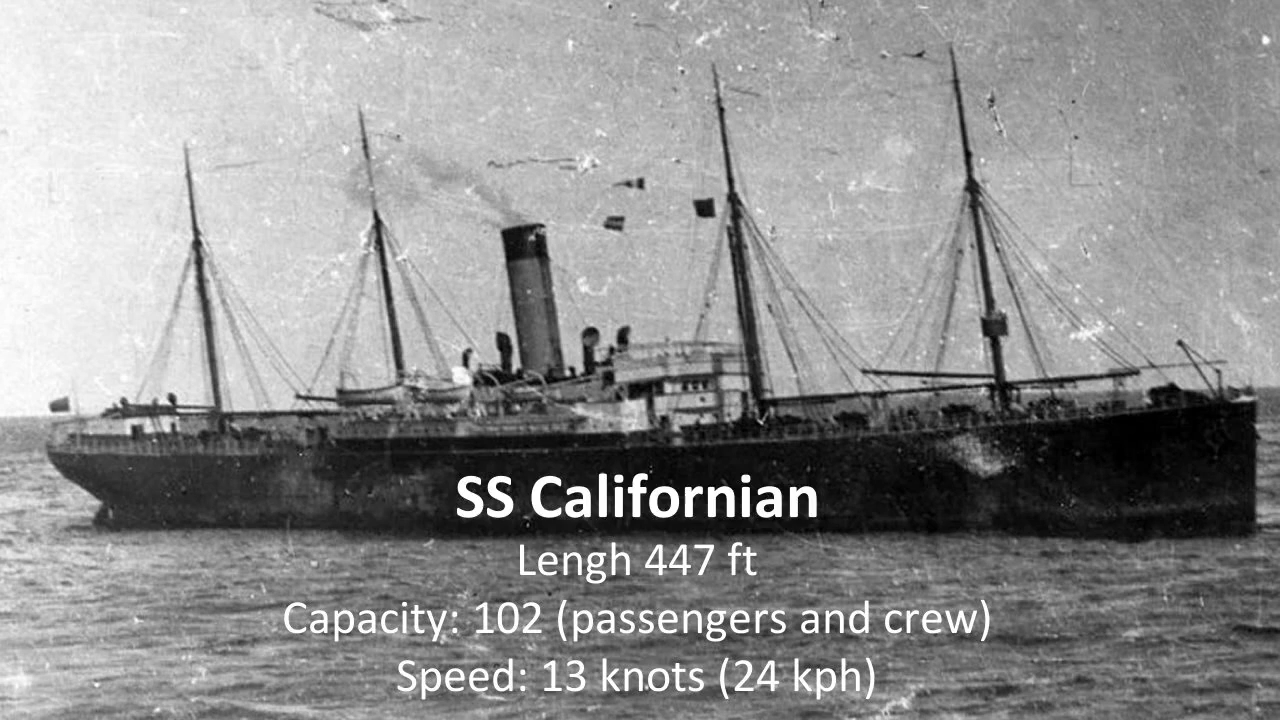 SS Californian
Lengh 447 ft
Capacity: 102 (passengers and crew)
Speed: 13 knots (24 kph)